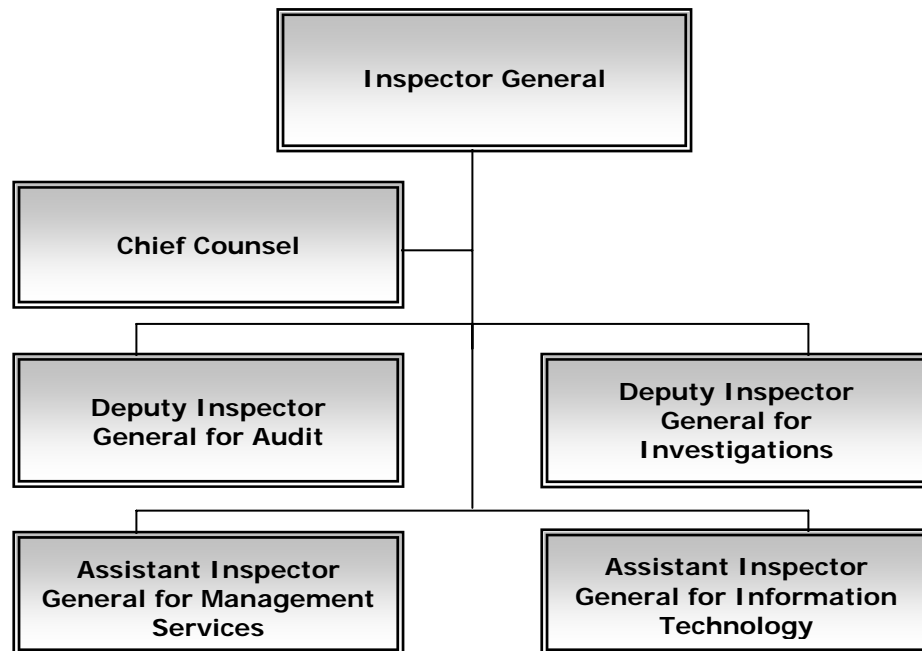 Inspector General
Chief Counsel
Deputy Inspector
General for Audit
Deputy Inspector
General for
Investigations
Assistant Inspector
General for Management
Services
Assistant Inspector
General for Information
Technology